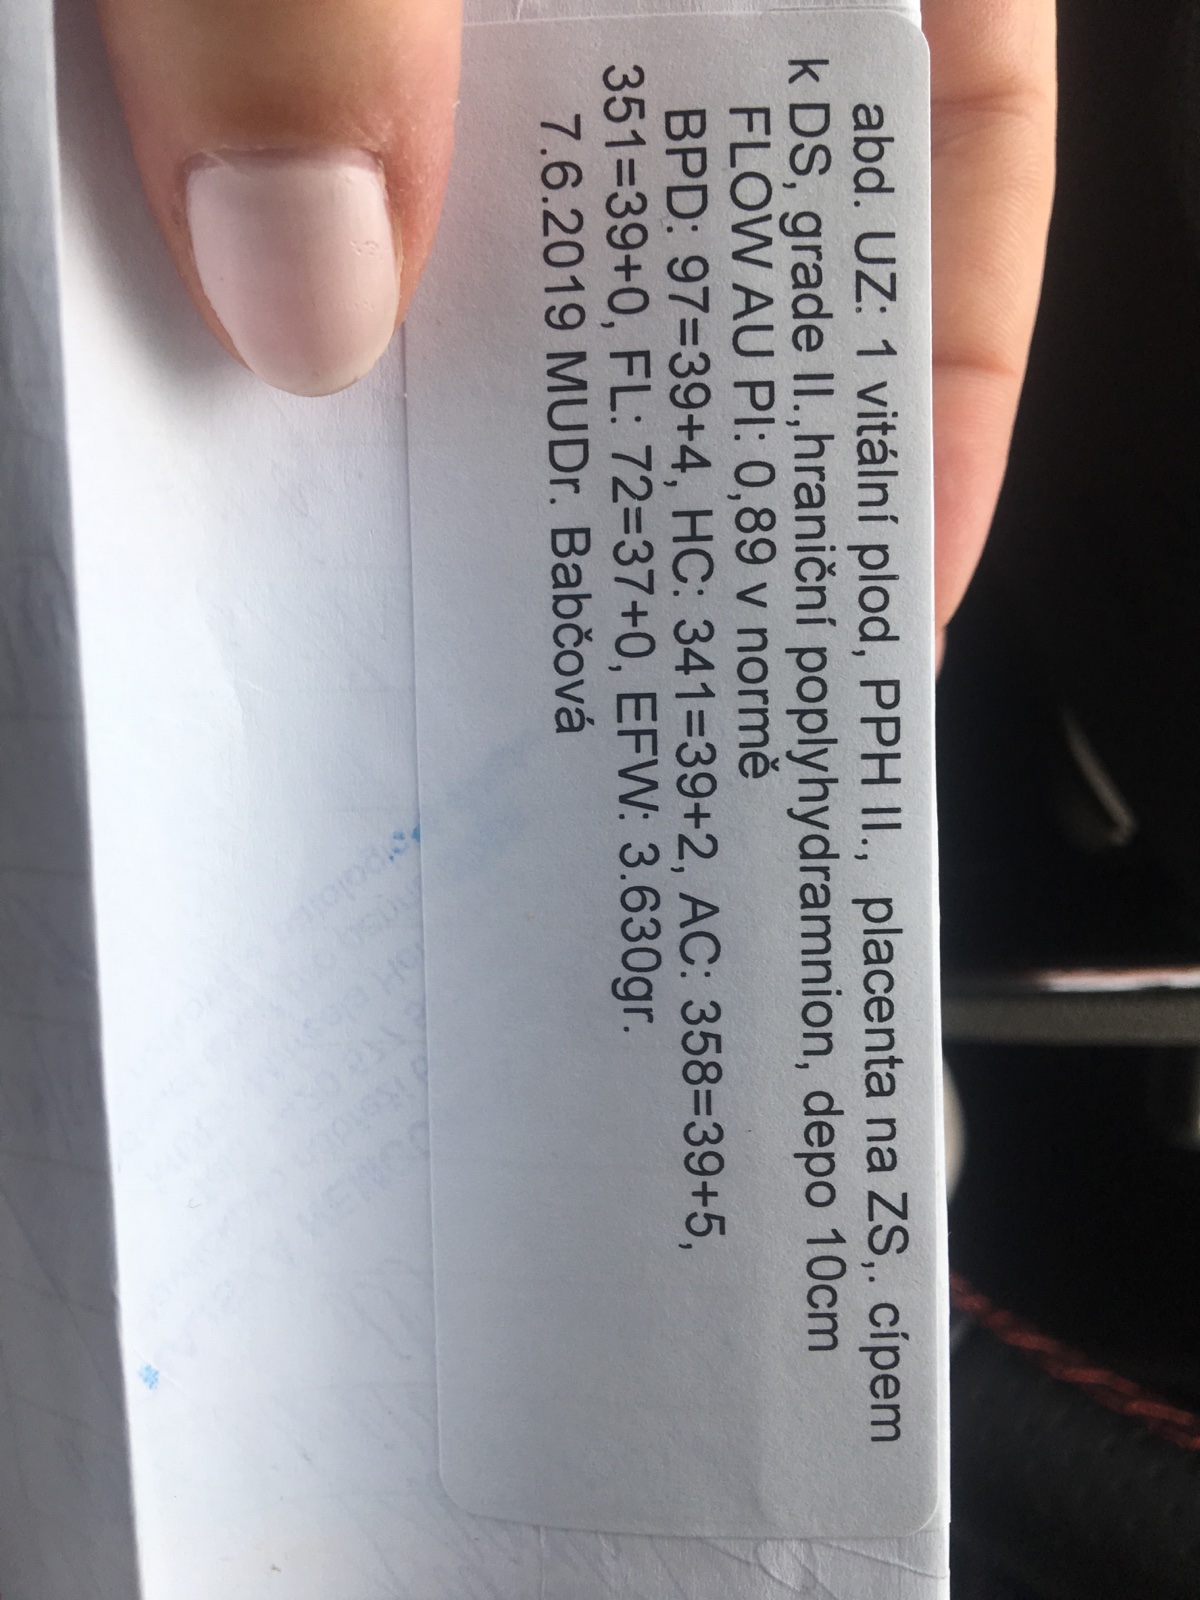 abd. UZ: 1 vitální plod, PPH II., placenta na ZS,. cípem
k DS, grade II.,hraniční poplyhydramnion, depo 10cm
FLOW AU PI: 0,89 v normě
BPD: 97=39+4, HC: 341=39+2, AC: 358=39+5,
351=39+0, FL: 72=37+0, EFW: 3.630gr.
7.6.2019 MUDr. Babčová